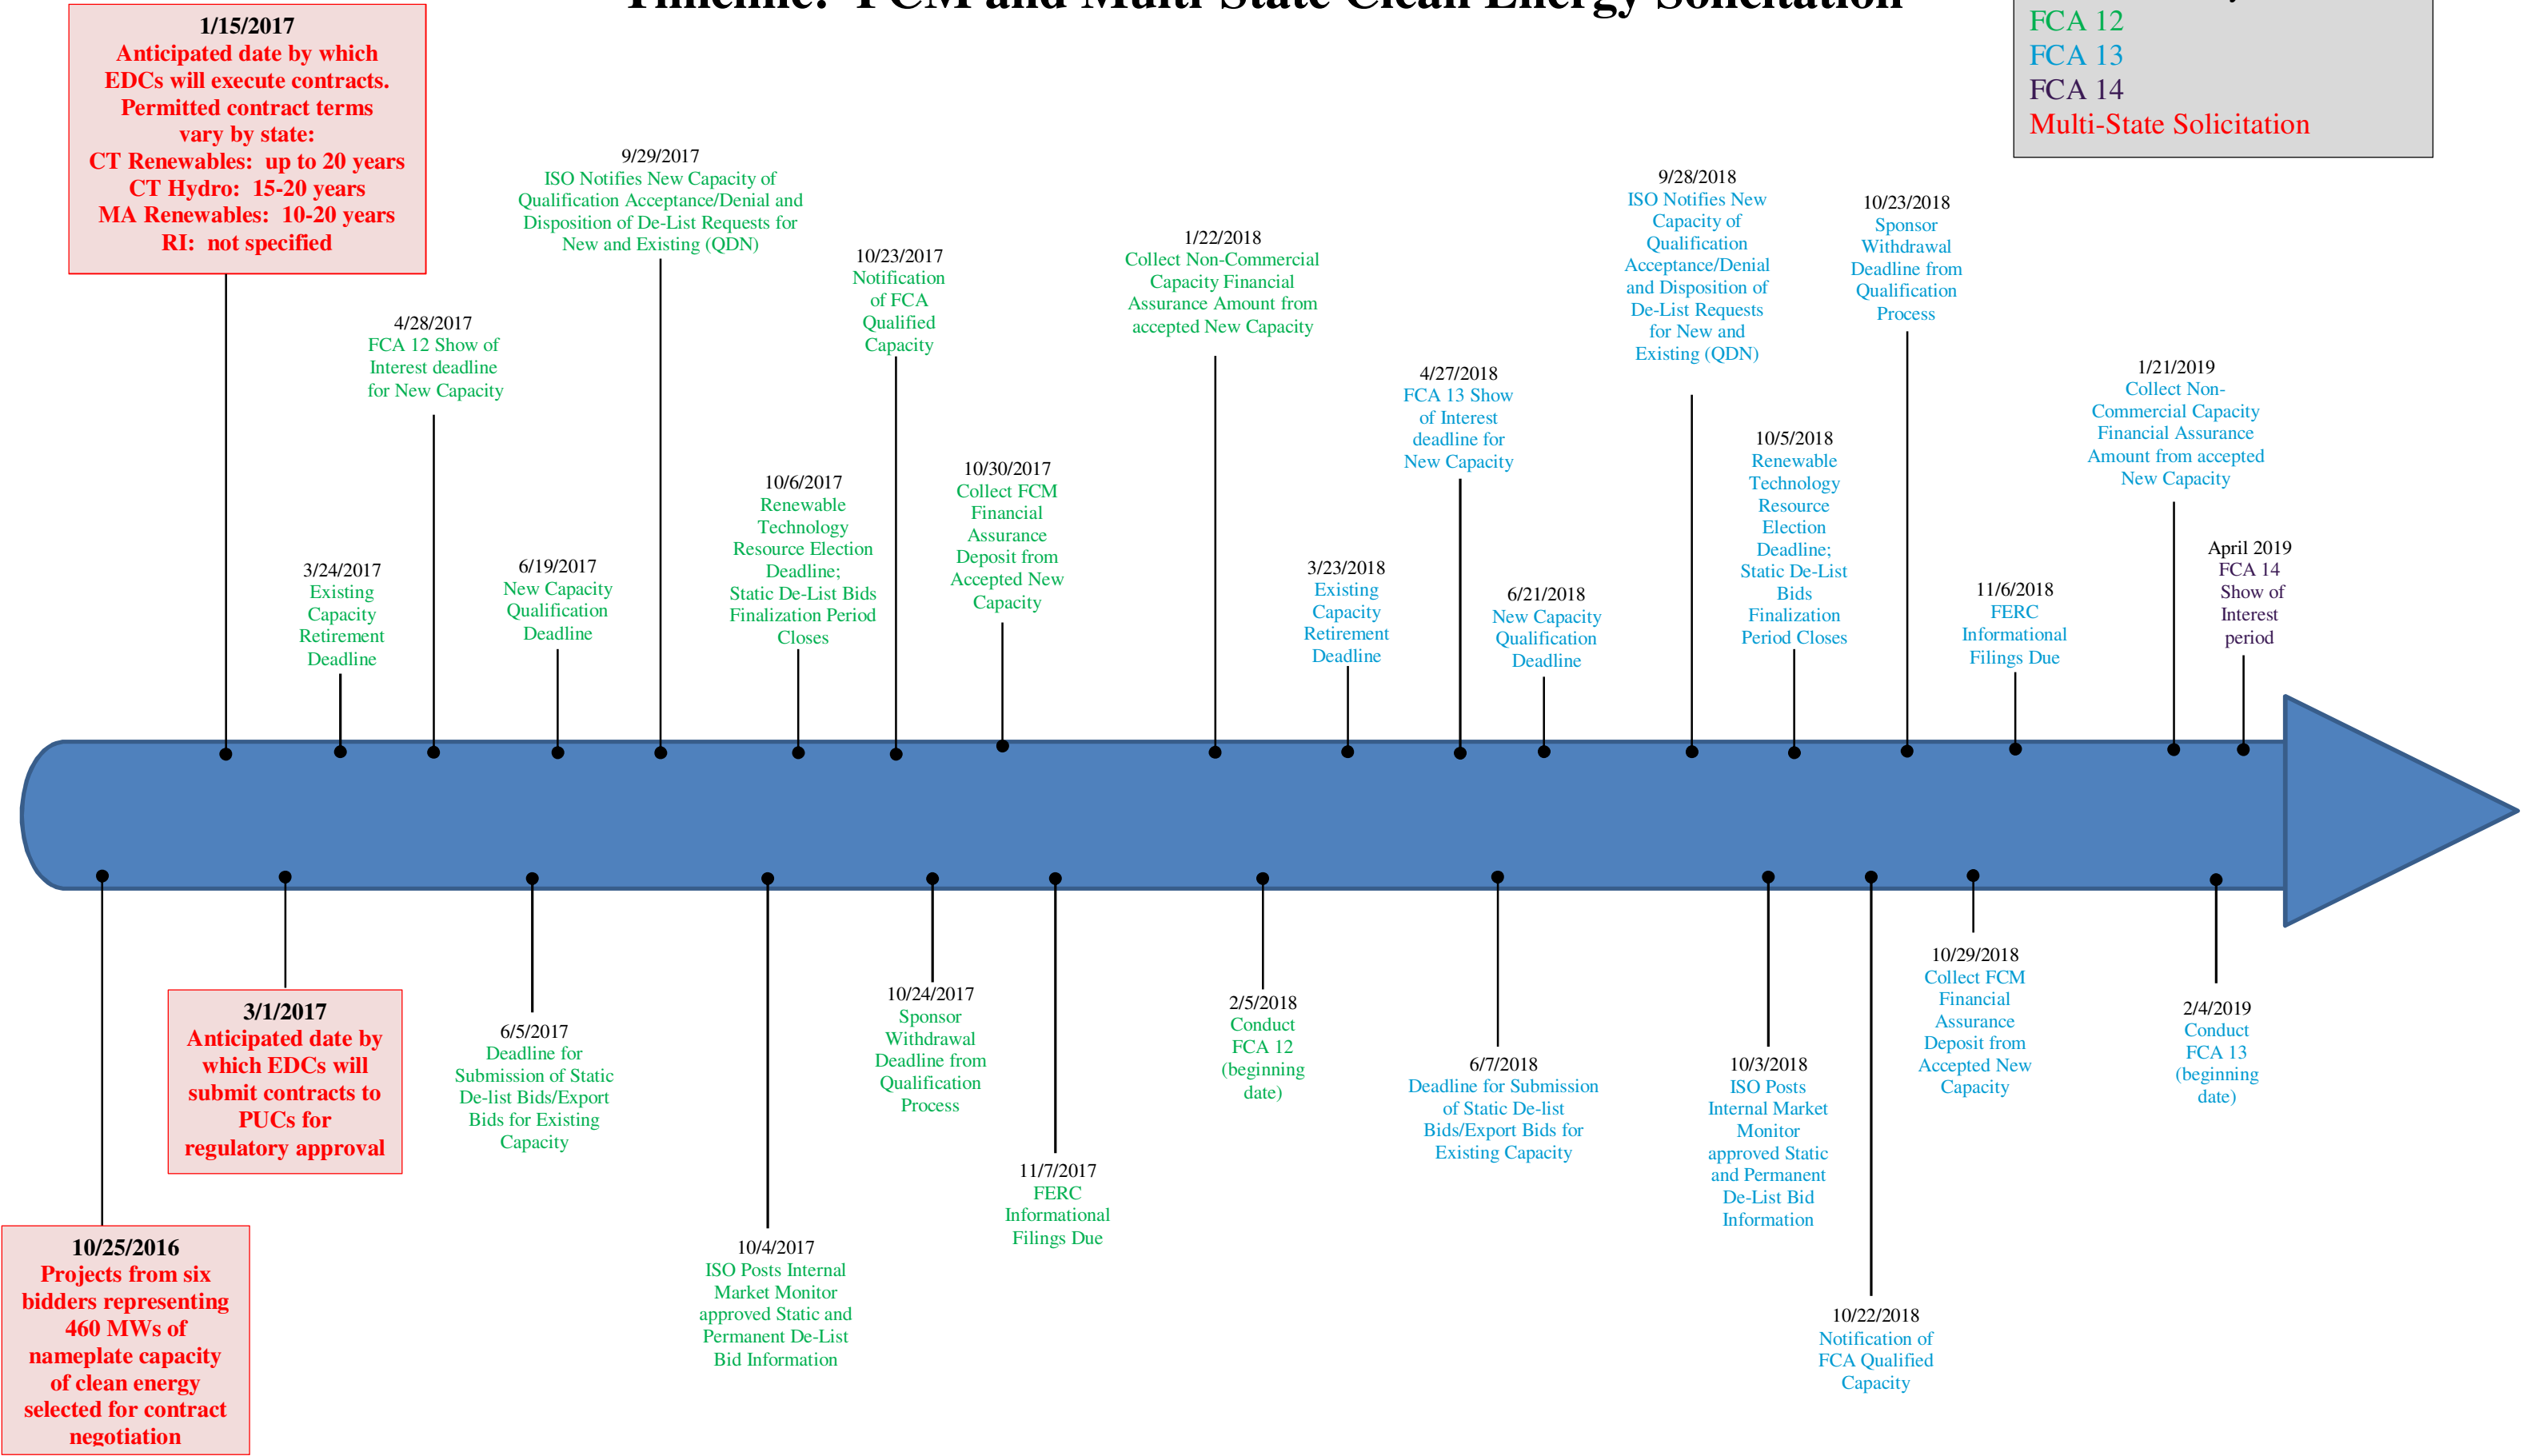 Timeline: FCM and Multi-State Clean Energy Solicitation
FCA 12
FCA 13
FCA 14
Multi-State Solicitation
1/15/2017
Anticipated date by which
EDCs will execute contracts.
Permitted contract terms
vary by state:
CT Renewables: up to 20 years
CT Hydro: 15-20 years
MA Renewables: 10-20 years
RI: not specified
3/24/2017
Existing
Capacity
Retirement
Deadline
4/28/2017
FCA 12 Show of
Interest deadline
for New Capacity
6/19/2017
New Capacity
Qualification
Deadline
9/29/2017
ISO Notifies New Capacity of
Qualification Acceptance/Denial and
Disposition of De-List Requests for
New and Existing (QDN)
10/6/2017
Renewable
Technology
Resource Election
Deadline;
Static De-List Bids
Finalization Period
Closes
10/23/2017
Notification
of FCA
Qualified
Capacity
10/30/2017
Collect FCM
Financial
Assurance
Deposit from
Accepted New
Capacity
1/22/2018
Collect Non-Commercial
Capacity Financial
Assurance Amount from
accepted New Capacity
3/23/2018
Existing
Capacity
Retirement
Deadline
4/27/2018
FCA 13 Show
of Interest
deadline for
New Capacity
6/21/2018
New Capacity
Qualification
Deadline
9/28/2018
ISO Notifies New
Capacity of
Qualification
Acceptance/Denial
and Disposition of
De-List Requests
for New and
Existing (QDN)
10/5/2018
Renewable
Technology
Resource
Election
Deadline;
Static De-List
Bids
Finalization
Period Closes
10/23/2018
Sponsor
Withdrawal
Deadline from
Qualification
Process
11/6/2018
FERC
Informational
Filings Due
1/21/2019
Collect Non-
Commercial Capacity
Financial Assurance
Amount from accepted
New Capacity
April 2019
FCA 14
Show of
Interest
period
10/25/2016
Projects from six
bidders representing
460 MWs of
nameplate capacity
of clean energy
selected for contract
negotiation
3/1/2017
Anticipated date by
which EDCs will
submit contracts to
PUCs for
regulatory approval
6/5/2017
Deadline for
Submission of Static
De-list Bids/Export
Bids for Existing
Capacity
10/4/2017
ISO Posts Internal
Market Monitor
approved Static and
Permanent De-List
Bid Information
10/24/2017
Sponsor
Withdrawal
Deadline from
Qualification
Process
11/7/2017
FERC
Informational
Filings Due
2/5/2018
Conduct
FCA 12
(beginning
date)
6/7/2018
Deadline for Submission
of Static De-list
Bids/Export Bids for
Existing Capacity
10/3/2018
ISO Posts
Internal Market
Monitor
approved Static
and Permanent
De-List Bid
Information
10/22/2018
Notification of
FCA Qualified
Capacity
10/29/2018
Collect FCM
Financial
Assurance
Deposit from
Accepted New
Capacity
2/4/2019
Conduct
FCA 13
(beginning
date)